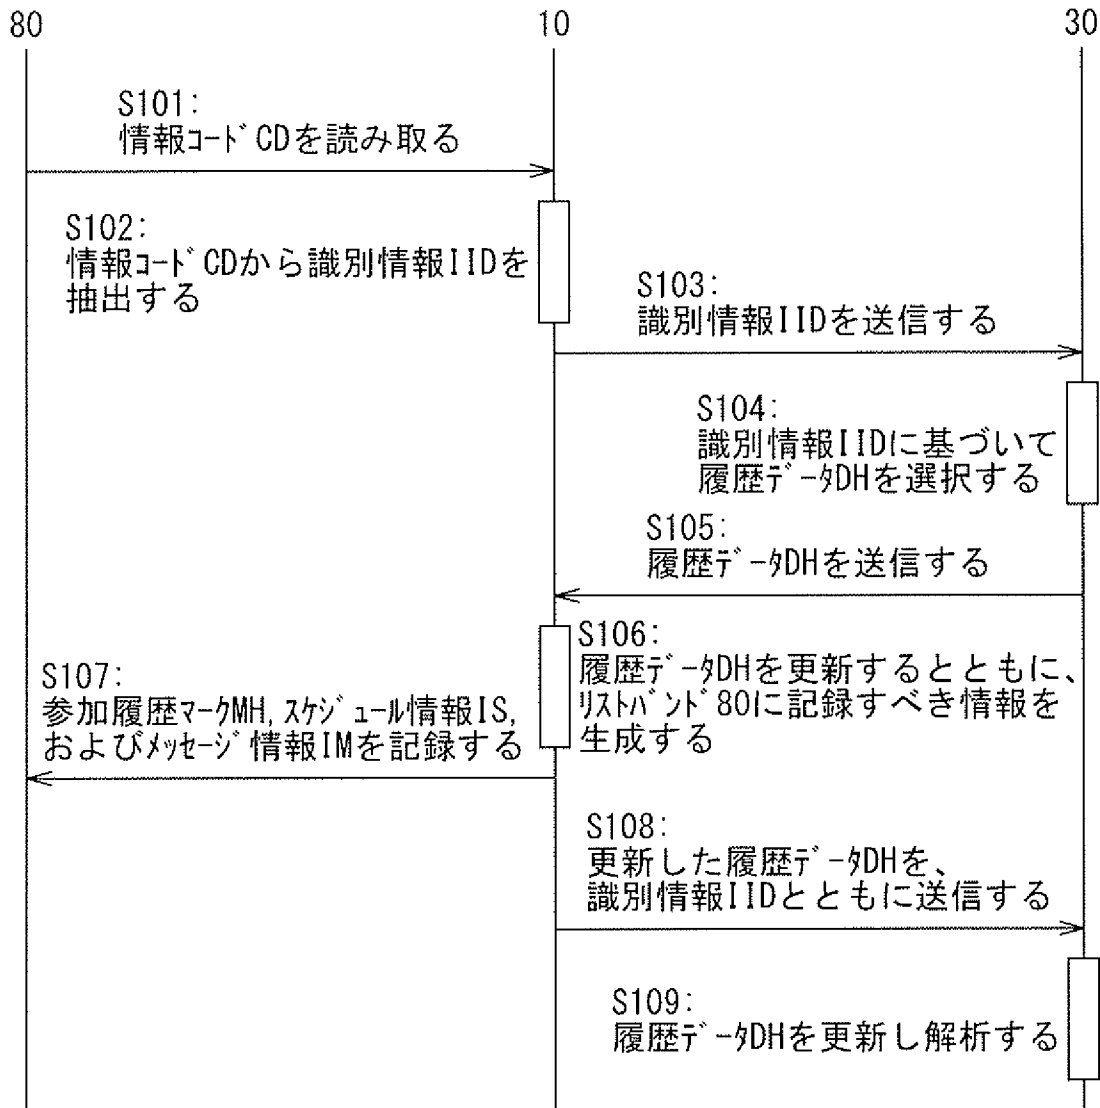 80
10
30
S101:
情報ｺｰﾄﾞCDを読み取る
S102:
情報ｺｰﾄﾞCDから識別情報IIDを
抽出する
S103:
識別情報IIDを送信する
S104:
識別情報IIDに基づいて
履歴ﾃﾞｰﾀDHを選択する
S105:
履歴ﾃﾞｰﾀDHを送信する
S106:
履歴ﾃﾞｰﾀDHを更新するとともに、
ﾘｽﾄﾊﾞﾝﾄﾞ80に記録すべき情報を
生成する
S107:
参加履歴ﾏｰｸMH, ｽｹｼﾞｭｰﾙ情報IS,
およびﾒｯｾｰｼﾞ情報IMを記録する
S108:
更新した履歴ﾃﾞｰﾀDHを、
識別情報IIDとともに送信する
S109:
履歴ﾃﾞｰﾀDHを更新し解析する